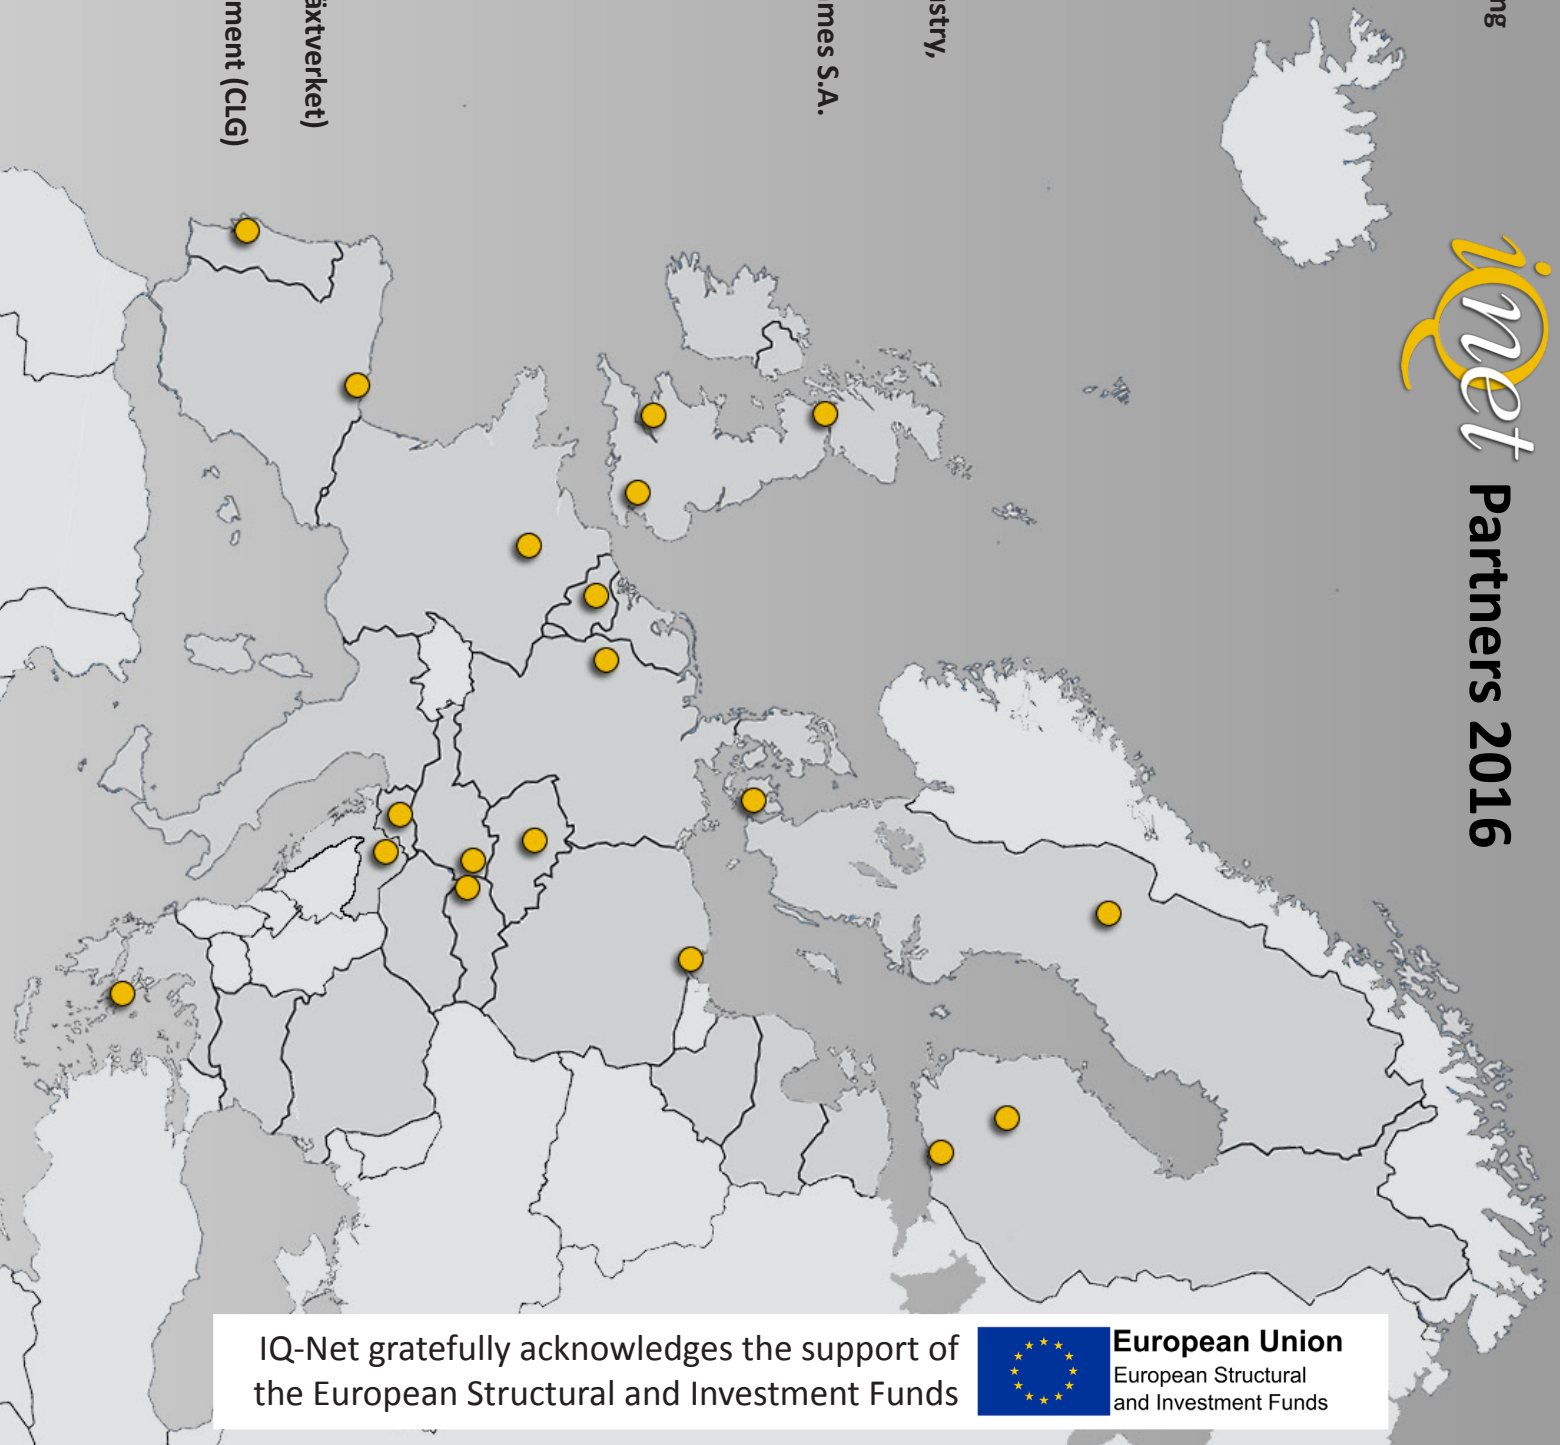 iQnet Partners 2016
ng
stry,
mes S.A.
äxtverket)
ment (CLG)
IQ-Net gratefully acknowledges the support of
the European Structural and Investment Funds
European Union
European Structural
and Investment Funds